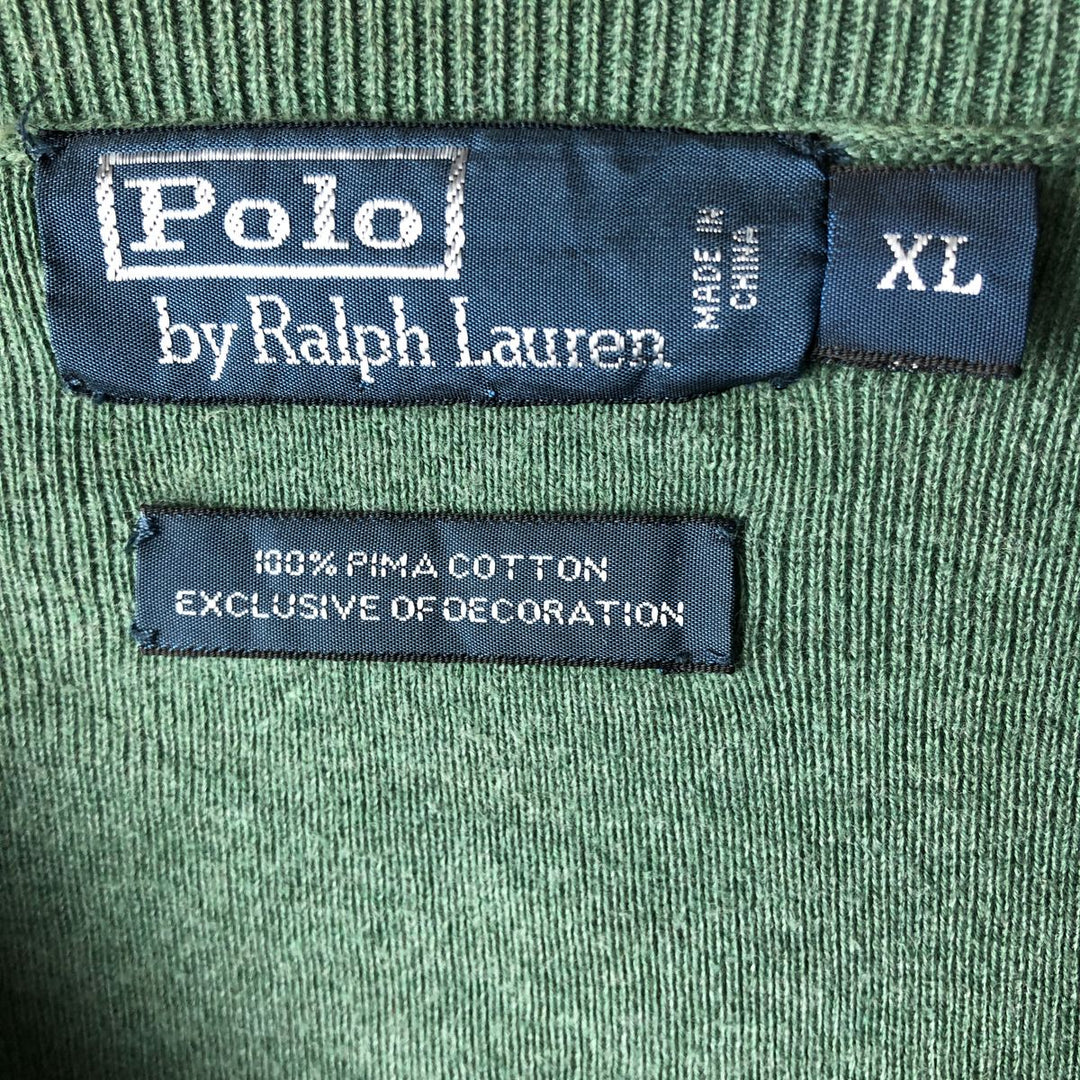 Polo
by Ralph Lauren
MADE IN
CHINA
XL
100% PIMA COTTON
EXCLUSIVE OF DECORATION